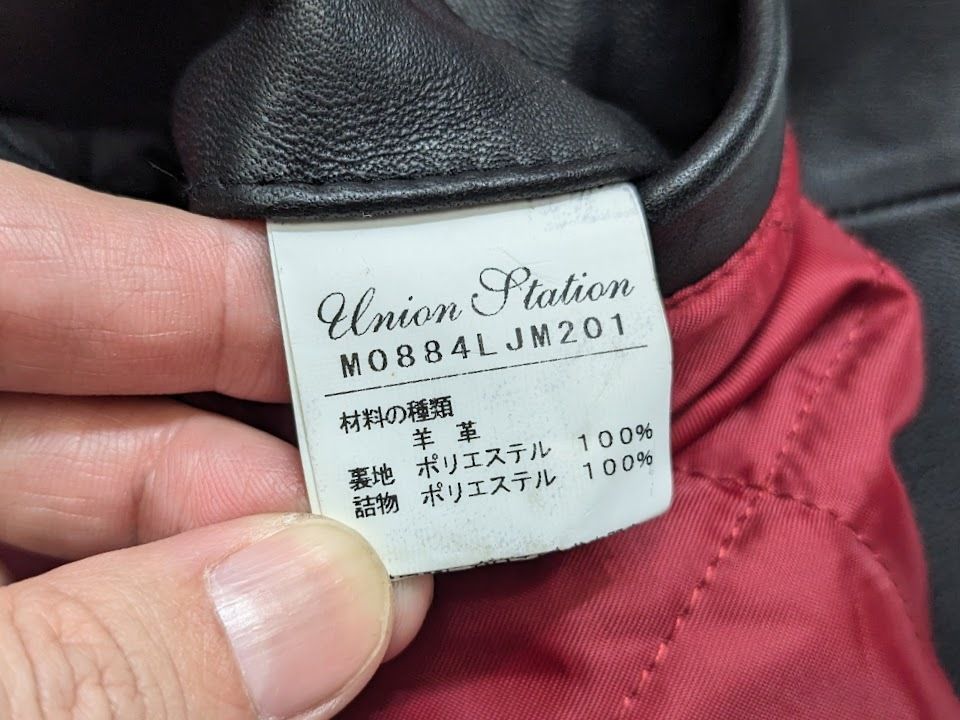 Union Station
M0884LJM201
材料の種類
羊 革
裏地 ポリエステル 100%
詰物 ポリエステル 100%